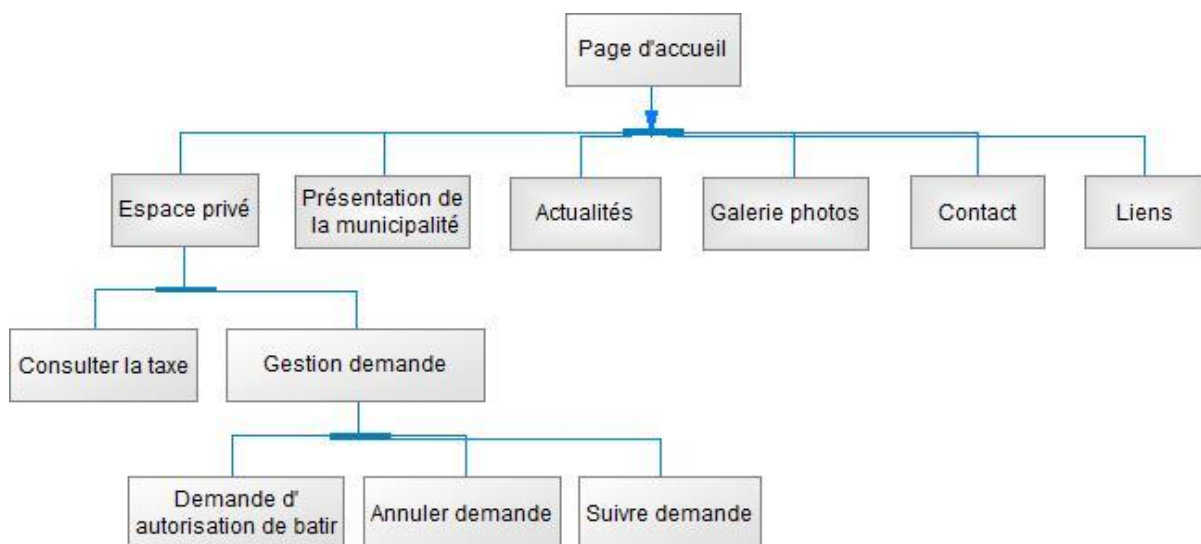 Page d'accueil
Espace privé
Présentation de
la municipalité
Actualités
Galerie photos
Contact
Liens
Consulter la taxe
Gestion demande
Demande d'
autorisation de batir
Annuler demande
Suivre demande